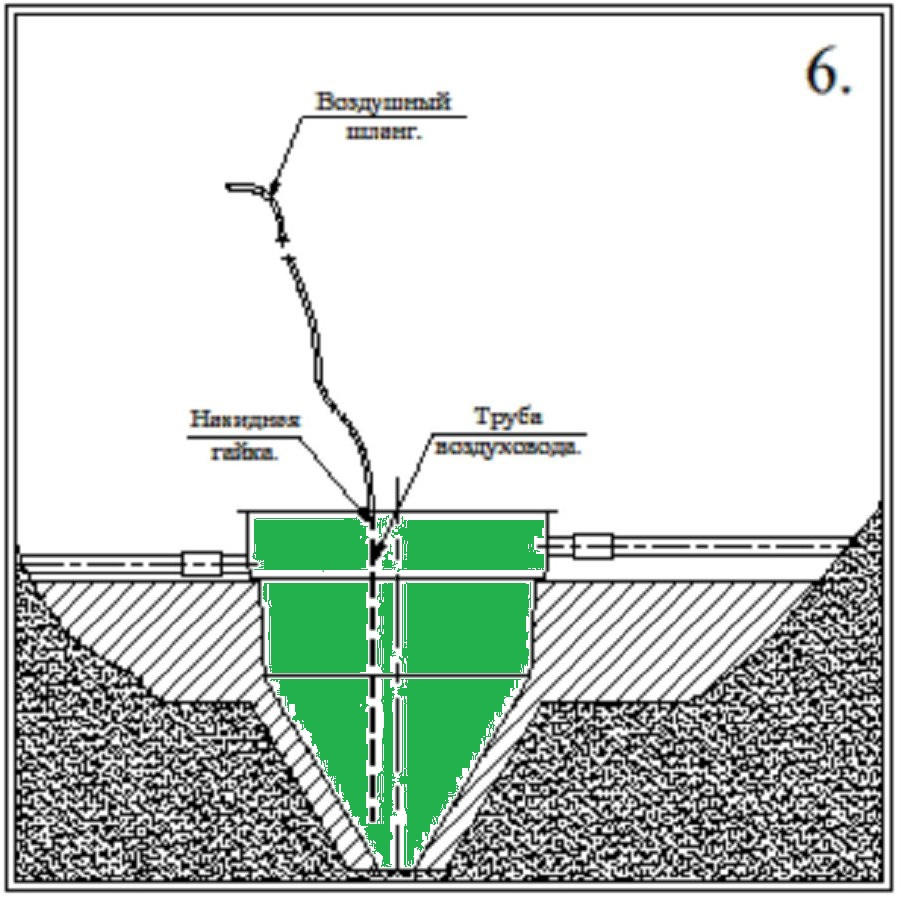 6.
Воздушный
шланг.
Накидная
гайка.
Труба
воздуховода.